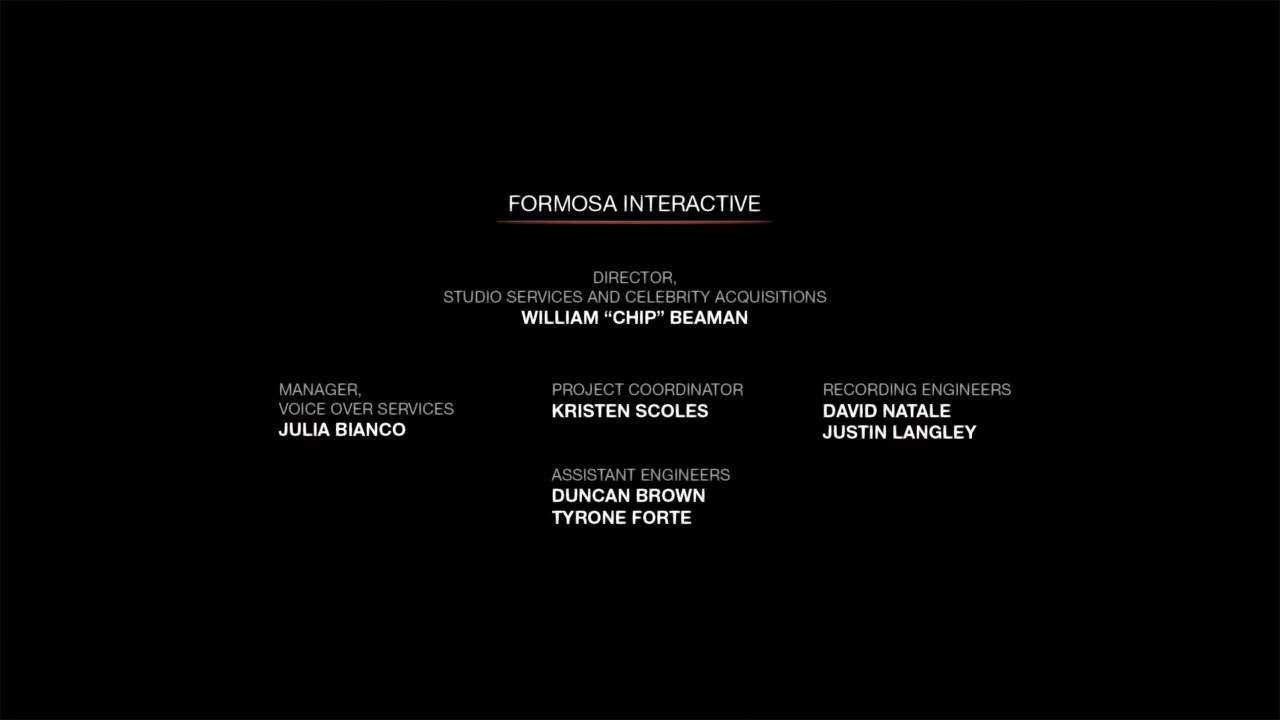 FORMOSA INTERACTIVE
DIRECTOR,
STUDIO SERVICES AND CELEBRITY ACQUISITIONS
WILLIAM “CHIP” BEAMAN
MANAGER,
VOICE OVER SERVICES
JULIA BIANCO
PROJECT COORDINATOR
KRISTEN SCOLES
RECORDING ENGINEERS
DAVID NATALE
JUSTIN LANGLEY
ASSISTANT ENGINEERS
DUNCAN BROWN
TYRONE FORTE